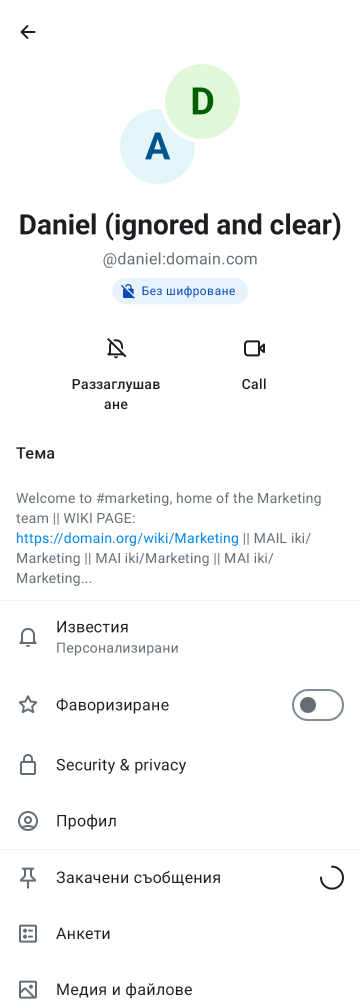 D
A
Daniel (ignored and clear)
@daniel:domain.com
Без шифроване
Раззаглушав
ане
Call
Тема
Welcome to #marketing, home of the Marketing
team || WIKI PAGE:
https://domain.org/wiki/Marketing || MAIL iki/
Marketing || MAI iki/Marketing || MAI iki/
Marketing...
Известия
Персонализирани
Фаворизиране
Security & privacy
Профил
Закачени съобщения
Анкети
Медия и файлове